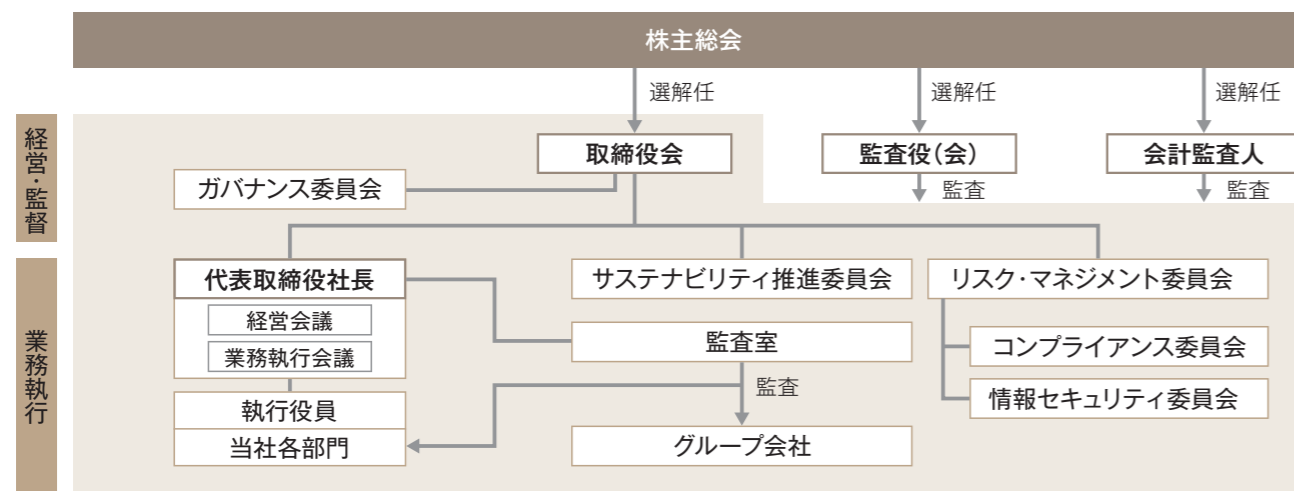 株主総会
選解任
選解任
選解任
経営・監督
取締役会
監査役(会)
会計監査人
ガバナンス委員会
監査
監査
業務執行
代表取締役社長
サステナビリティ推進委員会
リスク・マネジメント委員会
経営会議
業務執行会議
監査室
コンプライアンス委員会
監査
情報セキュリティ委員会
執行役員
当社各部門
グループ会社